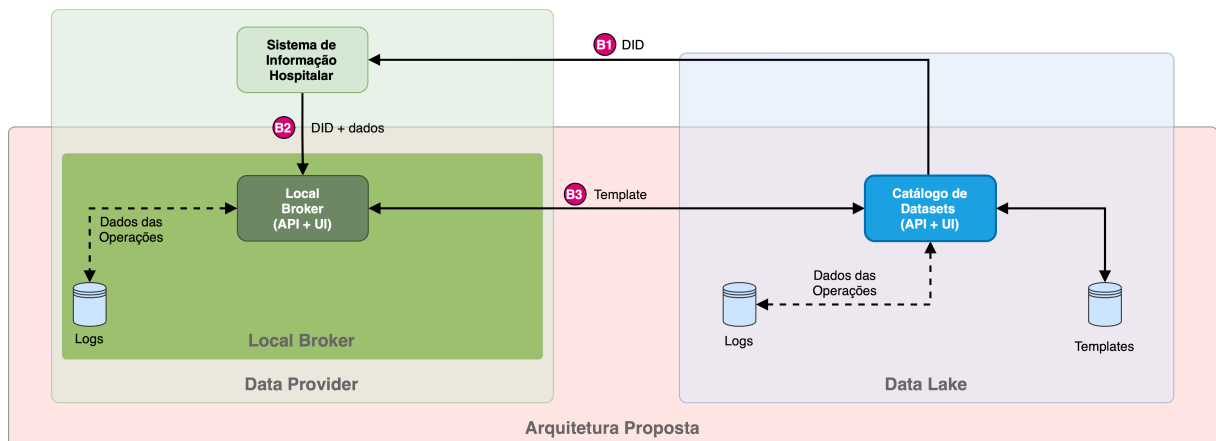 Sistema de
Informação
Hospitalar
B1 DID
B2 DID + dados
Local
Broker
(API + UI)
B3 Template
Catálogo de
Datasets
(API + UI)
Dados das
Operações
Dados das
Operações
Logs
Logs
Templates
Local Broker
Data Provider
Data Lake
Arquitetura Proposta